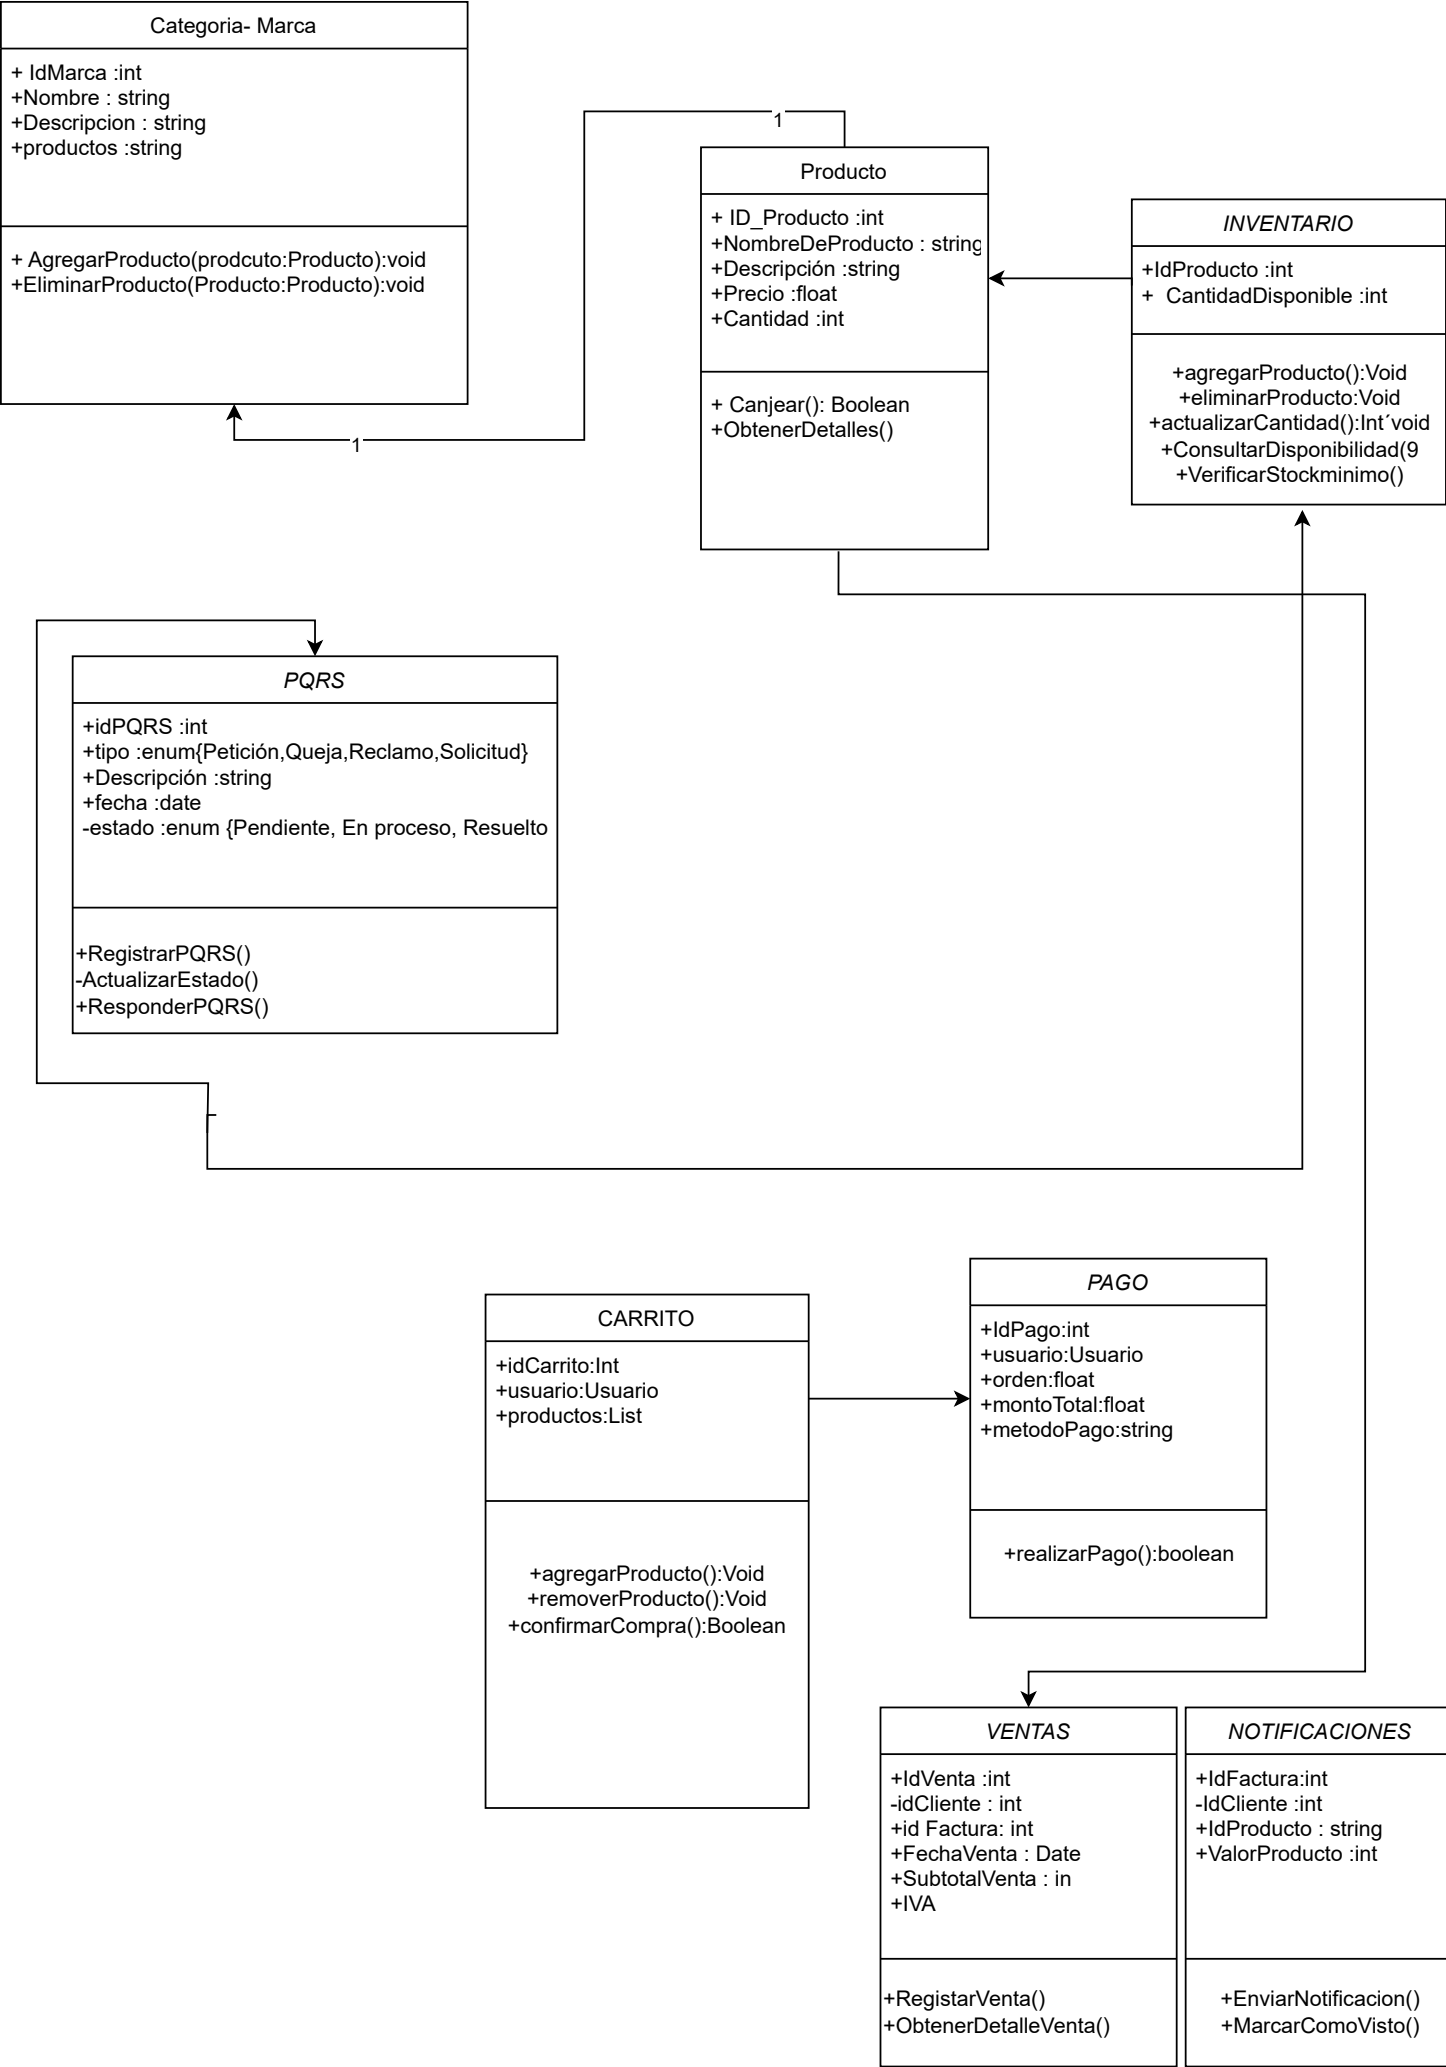 Categoria- Marca
+ IdMarca :int
+Nombre : string
+Descripcion : string
+productos :string
+ AgregarProducto(prodcuto:Producto):void
+EliminarProducto(Producto:Producto):void
1
1
Producto
+ ID_Producto :int
+NombreDeProducto : string
+Descripción :string
+Precio :float
+Cantidad :int
+ Canjear(): Boolean
+ObtenerDetalles()
INVENTARIO
+IdProducto :int
+  CantidadDisponible :int
+agregarProducto():Void
+eliminarProducto:Void
+actualizarCantidad():Int´void
+ConsultarDisponibilidad(9
+VerificarStockminimo()
PQRS
+idPQRS :int
+tipo :enum{Petición,Queja,Reclamo,Solicitud}
+Descripción :string
+fecha :date
-estado :enum {Pendiente, En proceso, Resuelto
+RegistrarPQRS()
-ActualizarEstado()
+ResponderPQRS()
CARRITO
+idCarrito:Int
+usuario:Usuario
+productos:List
+agregarProducto():Void
+removerProducto():Void
+confirmarCompra():Boolean
PAGO
+IdPago:int
+usuario:Usuario
+orden:float
+montoTotal:float
+metodoPago:string
+realizarPago():boolean
VENTAS
+IdVenta :int
-idCliente : int
+id Factura: int
+FechaVenta : Date
+SubtotalVenta : in
+IVA
+RegistarVenta()
+ObtenerDetalleVenta()
NOTIFICACIONES
+IdFactura:int
-IdCliente :int
+IdProducto : string
+ValorProducto :int
+EnviarNotificacion()
+MarcarComoVisto()